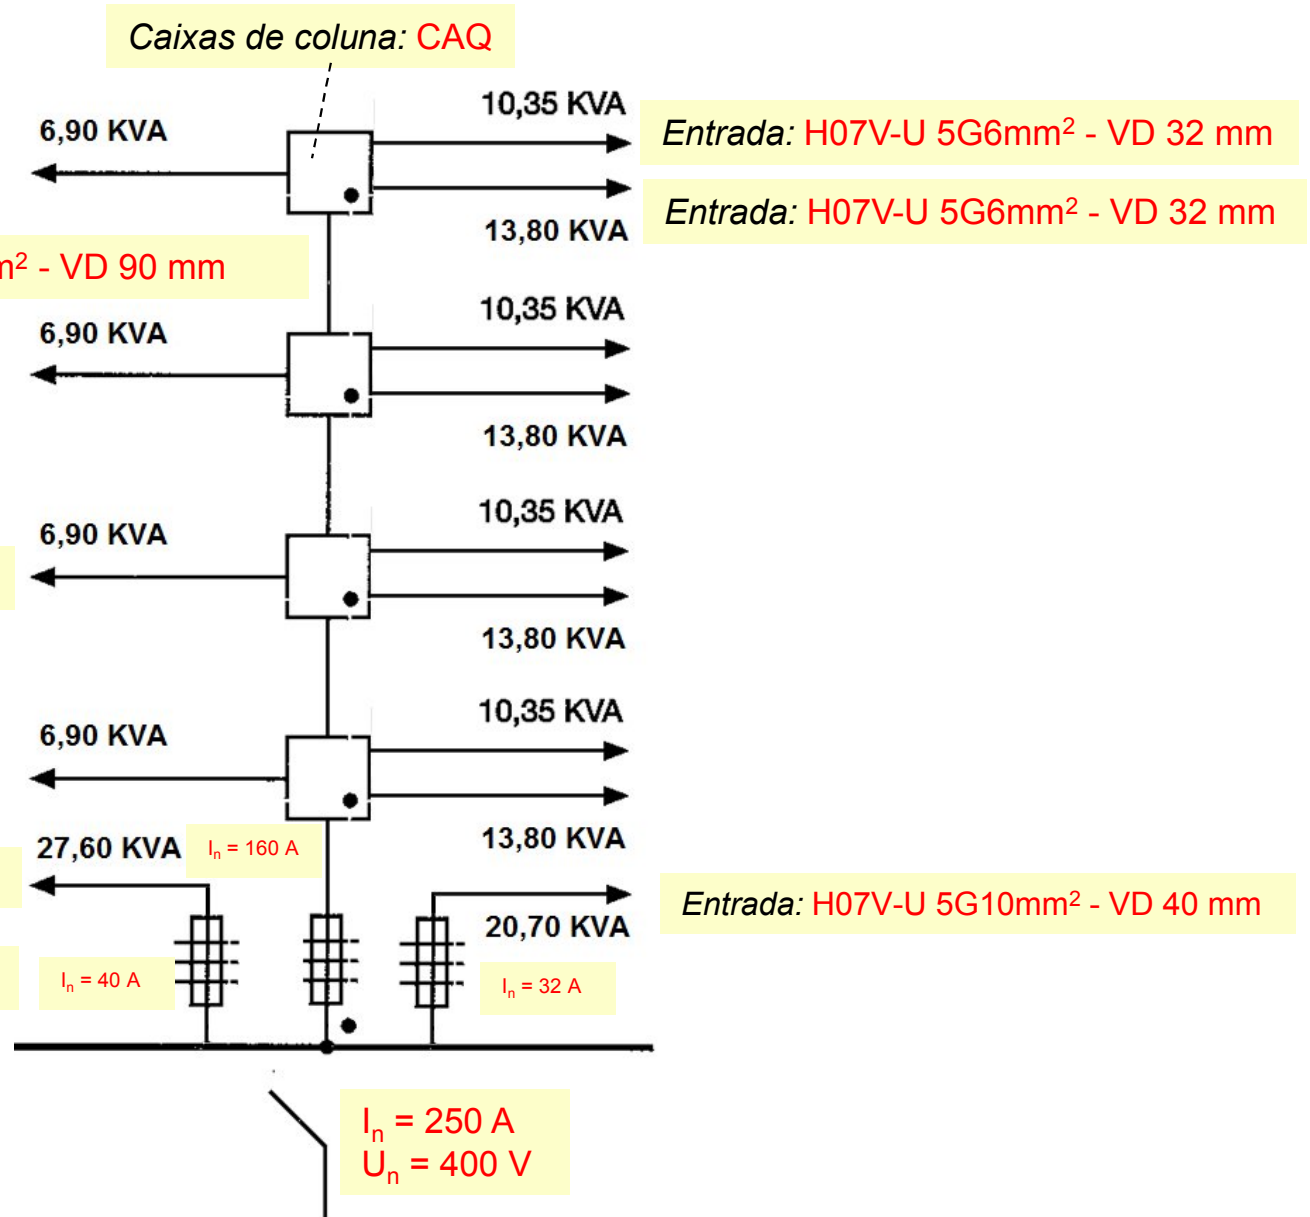 Caixas de coluna: CAQ
10,35 KVA
6,90 KVA
Entrada: H07V-U 5G6mm² - VD 32 mm
Entrada: H07V-U 5G6mm² - VD 32 mm
13,80 KVA
m² - VD 90 mm
10,35 KVA
6,90 KVA
13,80 KVA
10,35 KVA
6,90 KVA
13,80 KVA
10,35 KVA
6,90 KVA
13,80 KVA
27,60 KVA
Iₙ = 160 A
Entrada: H07V-U 5G10mm² - VD 40 mm
20,70 KVA
Iₙ = 40 A
Iₙ = 32 A
Iₙ = 250 A
Uₙ = 400 V